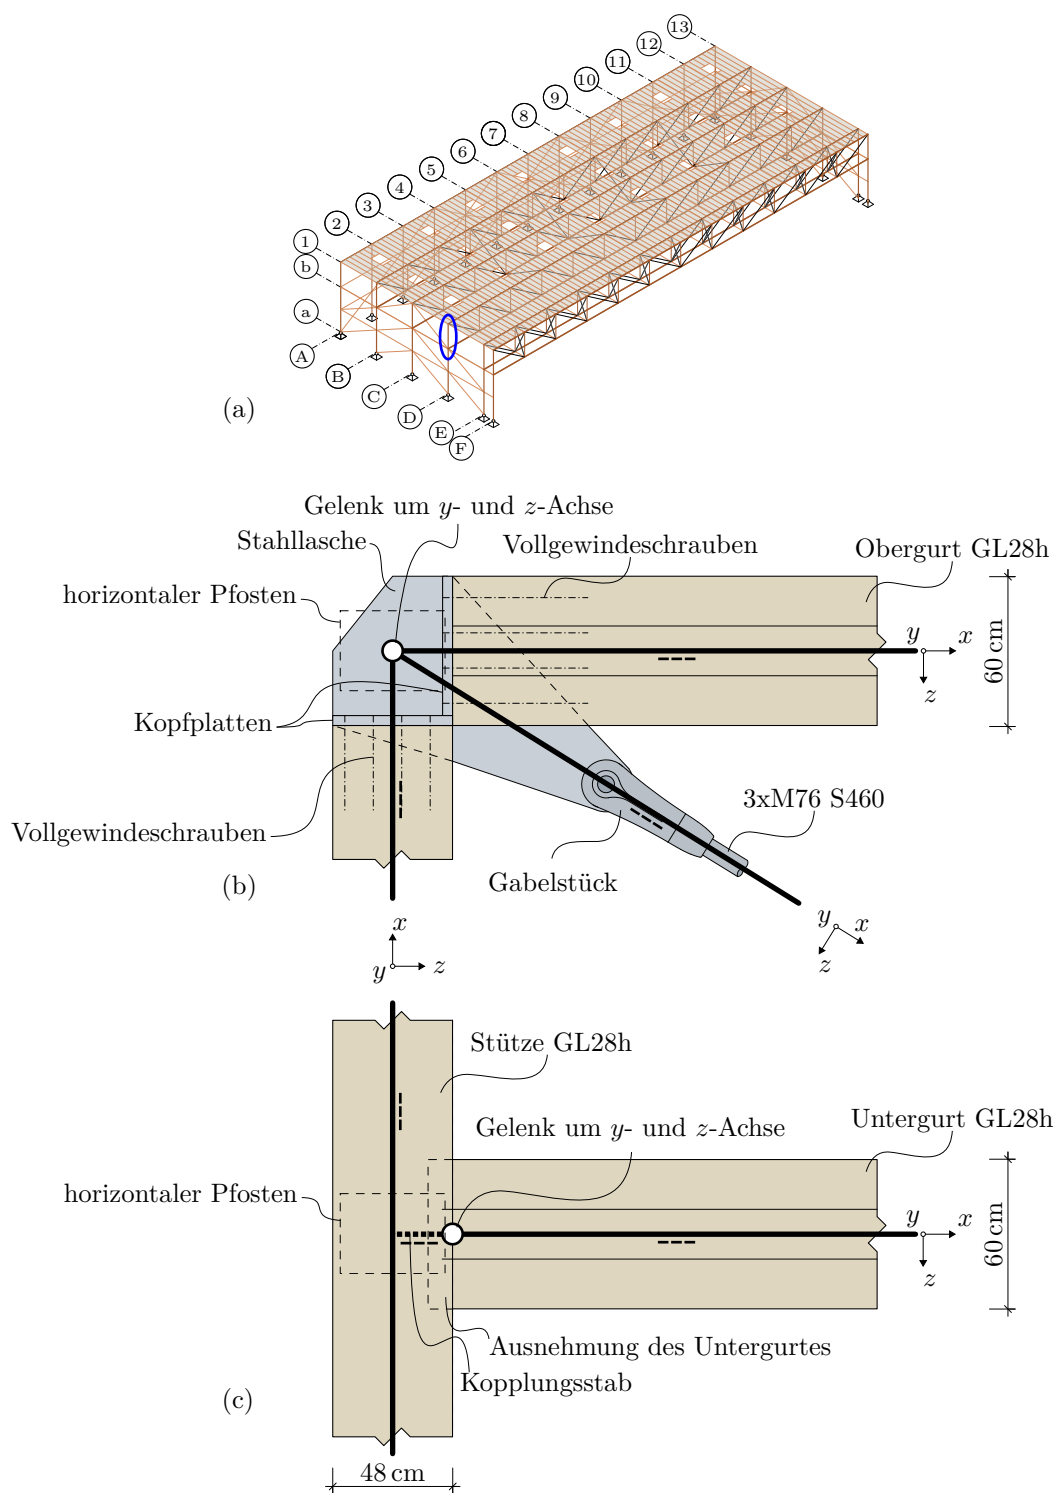 13
12
11
10
9
8
7
6
5
4
3
2
1
b
a
A
B
C
D
E
F
(a)
Gelenk um y- und z-Achse
Stahllasche
Vollgewindeschrauben
Obergurt GL28h
horizontaler Pfosten
y
x
z
60 cm
Kopfplatten
3xM76 S460
Vollgewindeschrauben
Gabelstück
(b)
y
x
z
x
y
z
Stütze GL28h
Gelenk um y- und z-Achse
Untergurt GL28h
horizontaler Pfosten
y
x
z
60 cm
Ausnehmung des Untergurtes
Kopplungsstab
(c)
48 cm